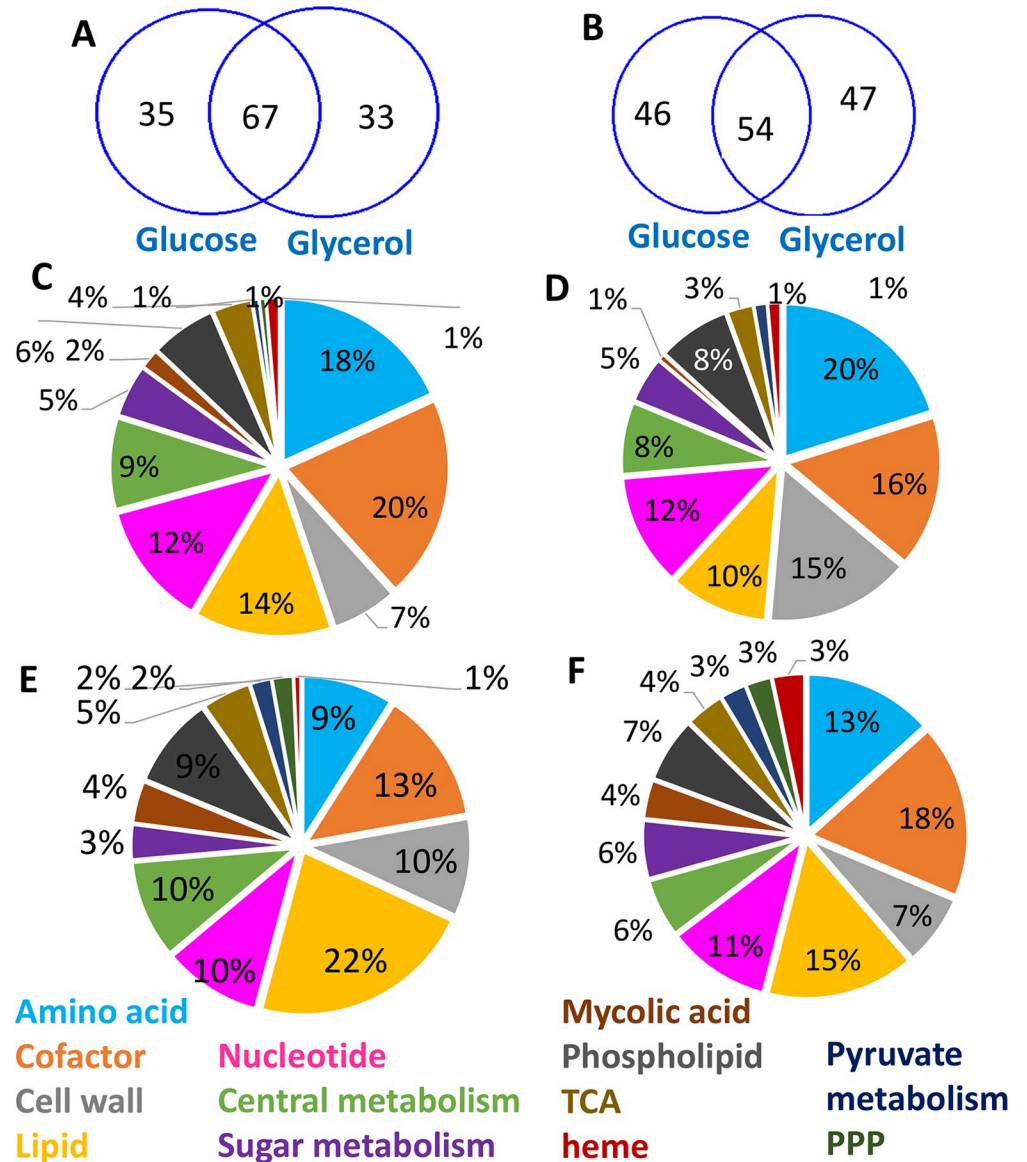 A
35
67
33
Glucose
Glycerol
B
46
54
47
Glucose
Glycerol
C
4%
1%
1%
1%
6%
2%
5%
9%
12%
14%
7%
20%
18%
D
1%
3%
1%
1%
5%
8%
8%
12%
10%
15%
16%
20%
E
2%
2%
1%
5%
9%
4%
3%
10%
10%
22%
10%
13%
9%
F
3%
3%
3%
4%
7%
4%
6%
6%
11%
15%
7%
18%
13%
Amino acid
Cofactor
Cell wall
Lipid
Nucleotide
Central metabolism
Sugar metabolism
Mycolic acid
Phospholipid
TCA
heme
Pyruvate
metabolism
PPP